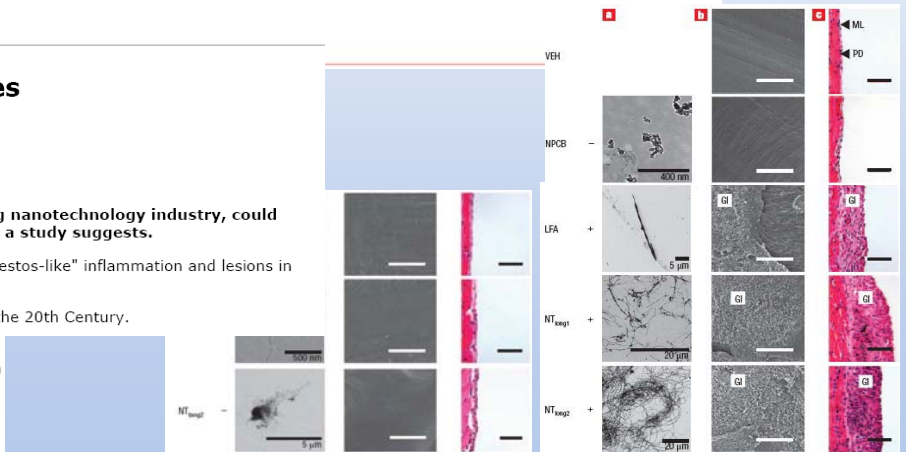 es
g nanotechnology industry, could
a study suggests.
estos-like" inflammation and lesions in
the 20th Century.
500 nm
NTtang2 −
5 μm
a b c
VEH
ML
PD
NPCB −
400 nm
LFA +
5 μm
GI
GI
NTlong1 +
20 μm
GI
GI
NTlong2 +
20 μm
GI
GI